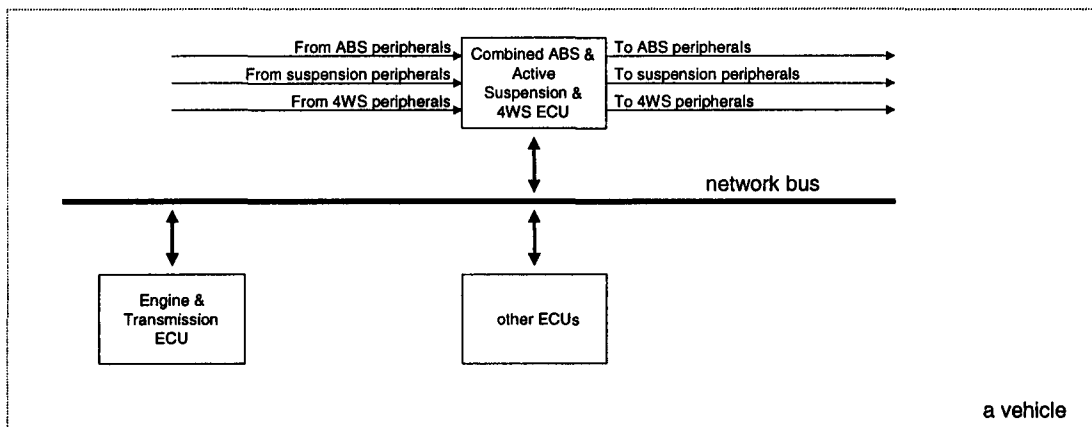 From ABS peripherals
From suspension peripherals
From 4WS peripherals
Combined ABS &
Active
Suspension &
4WS ECU
To ABS peripherals
To suspension peripherals
To 4WS peripherals
network bus
Engine &
Transmission
ECU
other ECUs
a vehicle